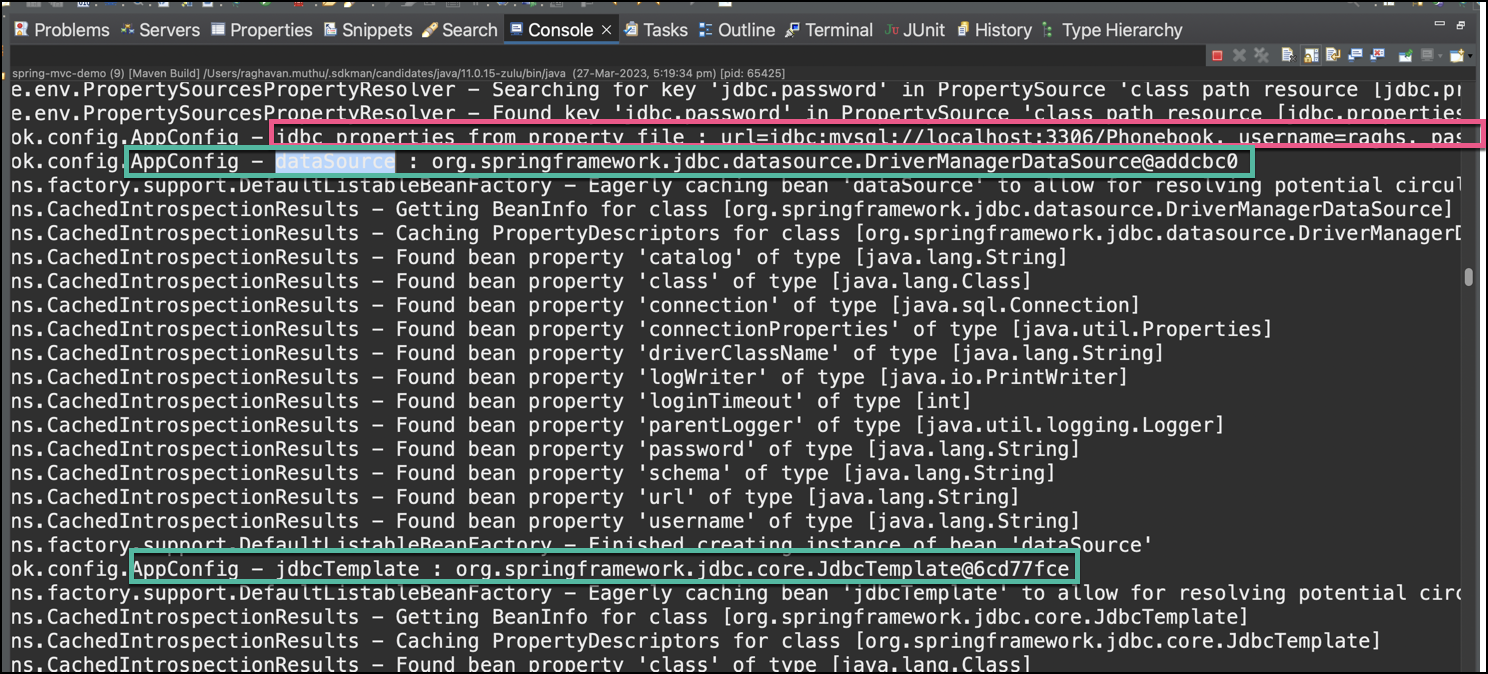 Problems Servers Properties Snippets Search Console Tasks Outline Terminal Ju JUnit History Type Hierarchy
spring-mvc-demo (9) [Maven Build] /Users/raghavan.muthu/.sdkman/candidates/java/11.0.15-zulu/bin/java (27-Mar-2023, 5:19:34 pm) [pid: 65425]
e.env.PropertySourcesPropertyResolver – Searching for key 'jdbc.password' in PropertySource 'class path resource [jdbc.pr
e.env.PropertySourcesPropertyResolver – Found key 'jdbc.password' in PropertySource 'class path resource [jdbc.properties
ok.config.AppConfig – jdbc properties from property file : url=jdbc:mysql://localhost:3306/Phonebook, username=raghs, pas
ok.config.AppConfig – dataSource : org.springframework.jdbc.datasource.DriverManagerDataSource@addcbc0
ns.factory.support.DefaultListableBeanFactory – Eagerly caching bean 'dataSource' to allow for resolving potential circul
ns.CachedIntrospectionResults – Getting BeanInfo for class [org.springframework.jdbc.datasource.DriverManagerDataSource]
ns.CachedIntrospectionResults – Caching PropertyDescriptors for class [org.springframework.jdbc.datasource.DriverManagerD
ns.CachedIntrospectionResults – Found bean property 'catalog' of type [java.lang.String]
ns.CachedIntrospectionResults – Found bean property 'class' of type [java.lang.Class]
ns.CachedIntrospectionResults – Found bean property 'connection' of type [java.sql.Connection]
ns.CachedIntrospectionResults – Found bean property 'connectionProperties' of type [java.util.Properties]
ns.CachedIntrospectionResults – Found bean property 'driverClassName' of type [java.lang.String]
ns.CachedIntrospectionResults – Found bean property 'logWriter' of type [java.io.PrintWriter]
ns.CachedIntrospectionResults – Found bean property 'loginTimeout' of type [int]
ns.CachedIntrospectionResults – Found bean property 'parentLogger' of type [java.util.logging.Logger]
ns.CachedIntrospectionResults – Found bean property 'password' of type [java.lang.String]
ns.CachedIntrospectionResults – Found bean property 'schema' of type [java.lang.String]
ns.CachedIntrospectionResults – Found bean property 'url' of type [java.lang.String]
ns.CachedIntrospectionResults – Found bean property 'username' of type [java.lang.String]
ns.factory.support.DefaultListableBeanFactory – Finished creating instance of bean 'dataSource'
ok.config.AppConfig – jdbcTemplate : org.springframework.jdbc.core.JdbcTemplate@6cd77fce
ns.factory.support.DefaultListableBeanFactory – Eagerly caching bean 'jdbcTemplate' to allow for resolving potential circ
ns.CachedIntrospectionResults – Getting BeanInfo for class [org.springframework.jdbc.core.JdbcTemplate]
ns.CachedIntrospectionResults – Caching PropertyDescriptors for class [org.springframework.jdbc.core.JdbcTemplate]
ns.CachedIntrospectionResults – Found bean property 'class' of type [java.lang.Class]